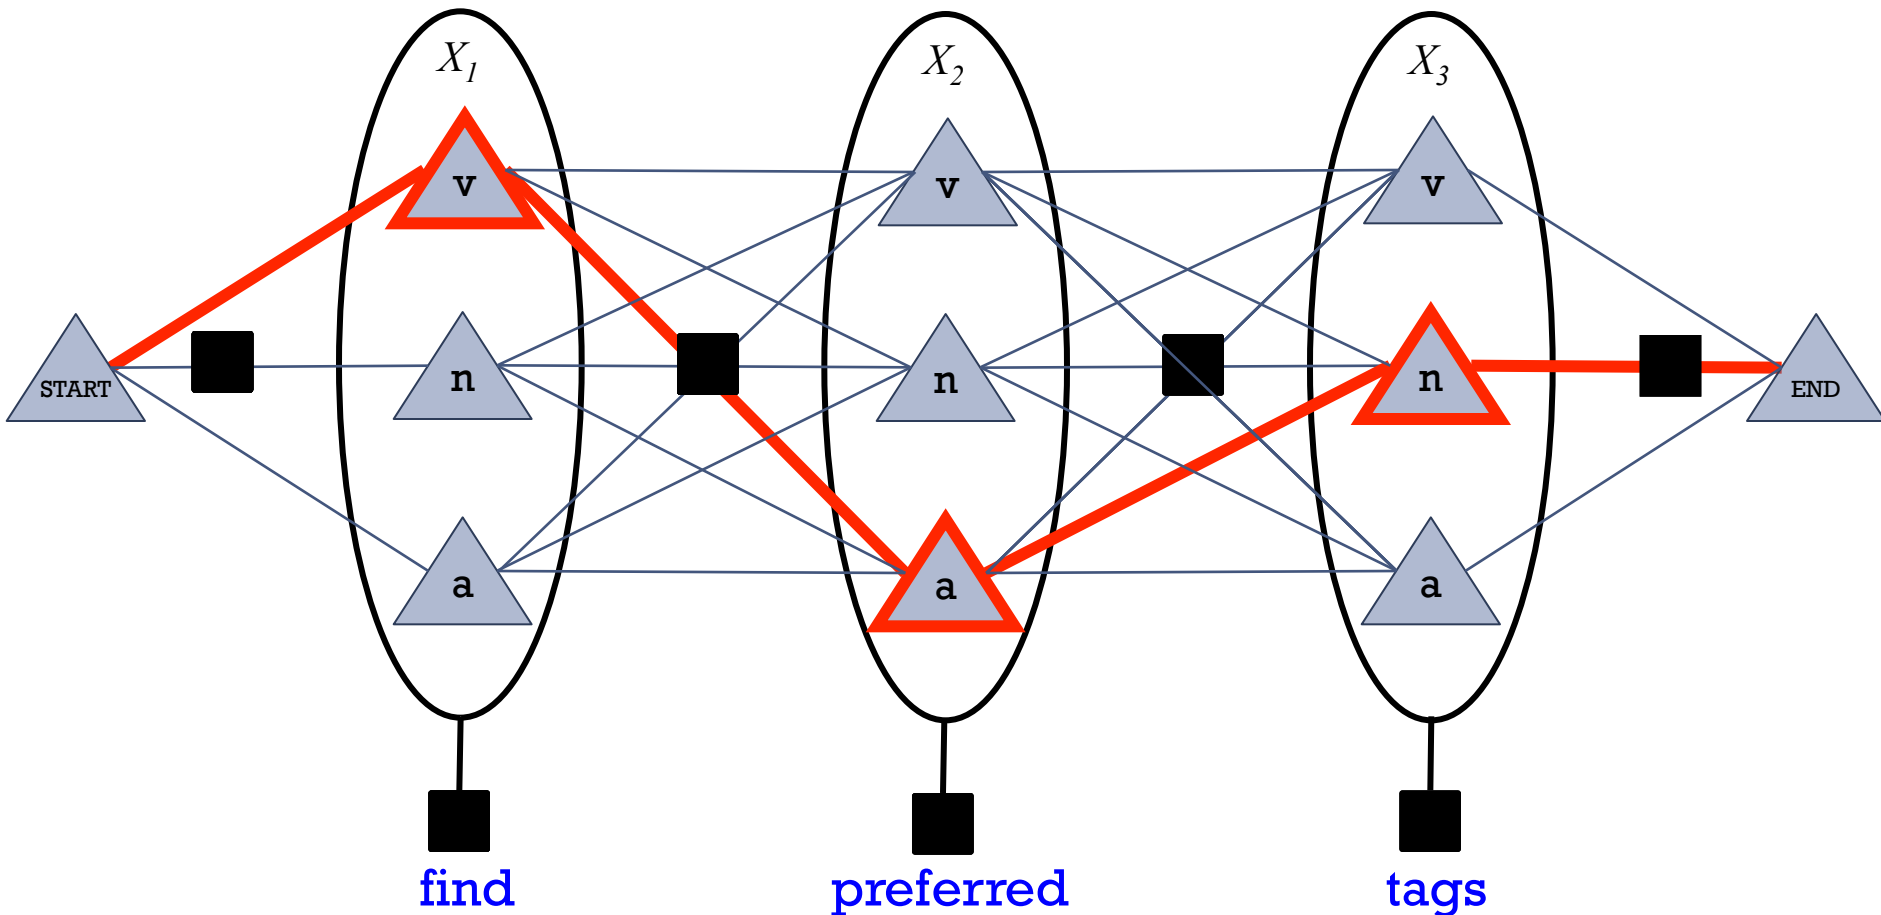 X1 X2 X3
v v v
START n n n END
a a a
find preferred tags